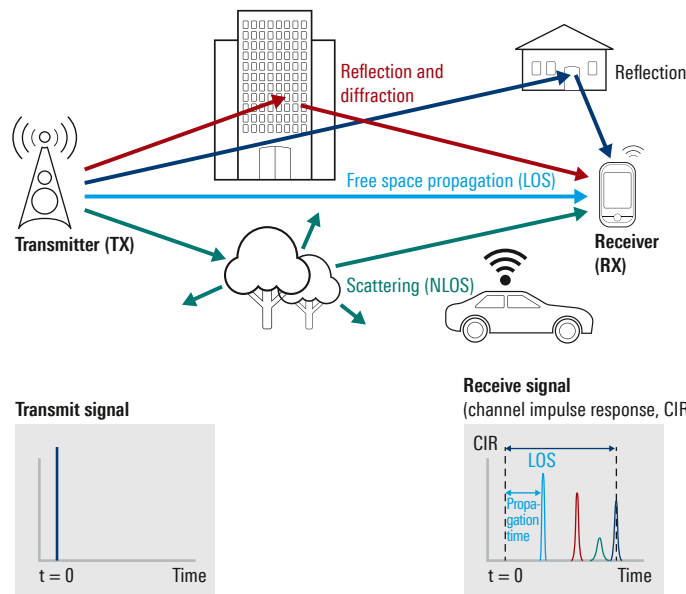 Reflection and
diffraction
Reflection
Free space propagation (LOS)
Transmitter (TX)
Receiver
(RX)
Scattering (NLOS)
Transmit signal
t = 0
Time
Receive signal
(channel impulse response, CIR
CIR
LOS
Propa-
gation
time
t = 0
Time